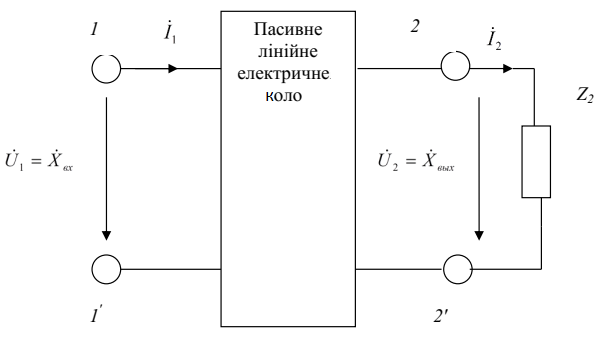 1
İ₁
Пасивне
лінійне
електричне
коло
2
İ₂
Z₂
U̇₁ = Ẋвх
U̇₂ = Ẋвых
1'
2'